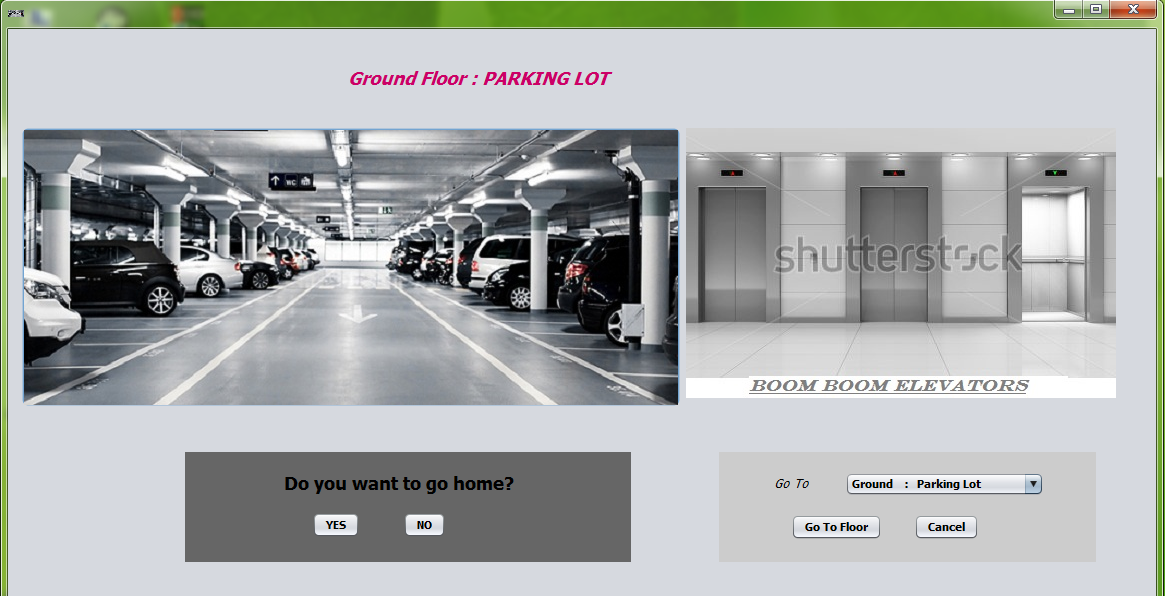 Ground Floor : PARKING LOT
WC
shutterstock
BOOM BOOM ELEVATORS
Do you want to go home?
YES NO
Go To Ground : Parking Lot
Go To Floor Cancel